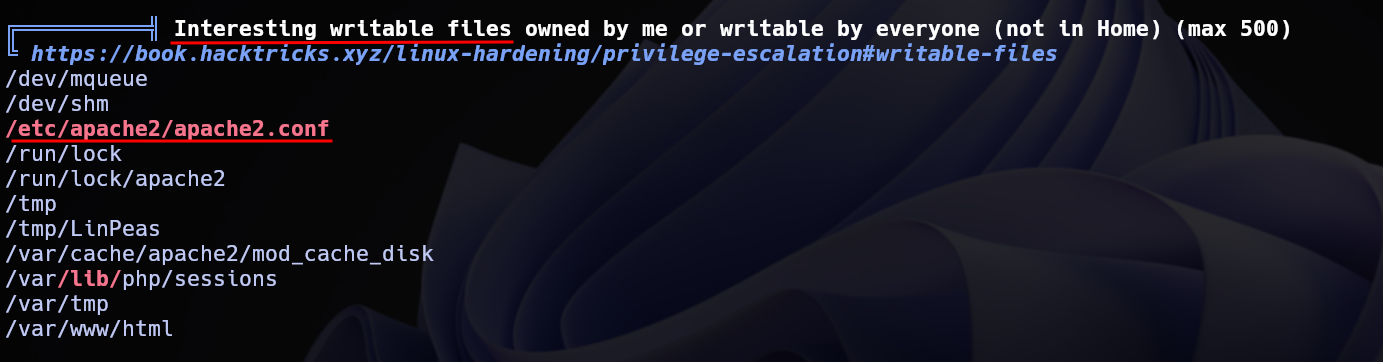 ╔══════════╣ Interesting writable files owned by me or writable by everyone (not in Home) (max 500)
╚ https://book.hacktricks.xyz/linux-hardening/privilege-escalation#writable-files
/dev/mqueue
/dev/shm
/etc/apache2/apache2.conf
/run/lock
/run/lock/apache2
/tmp
/tmp/LinPeas
/var/cache/apache2/mod_cache_disk
/var/lib/php/sessions
/var/tmp
/var/www/html